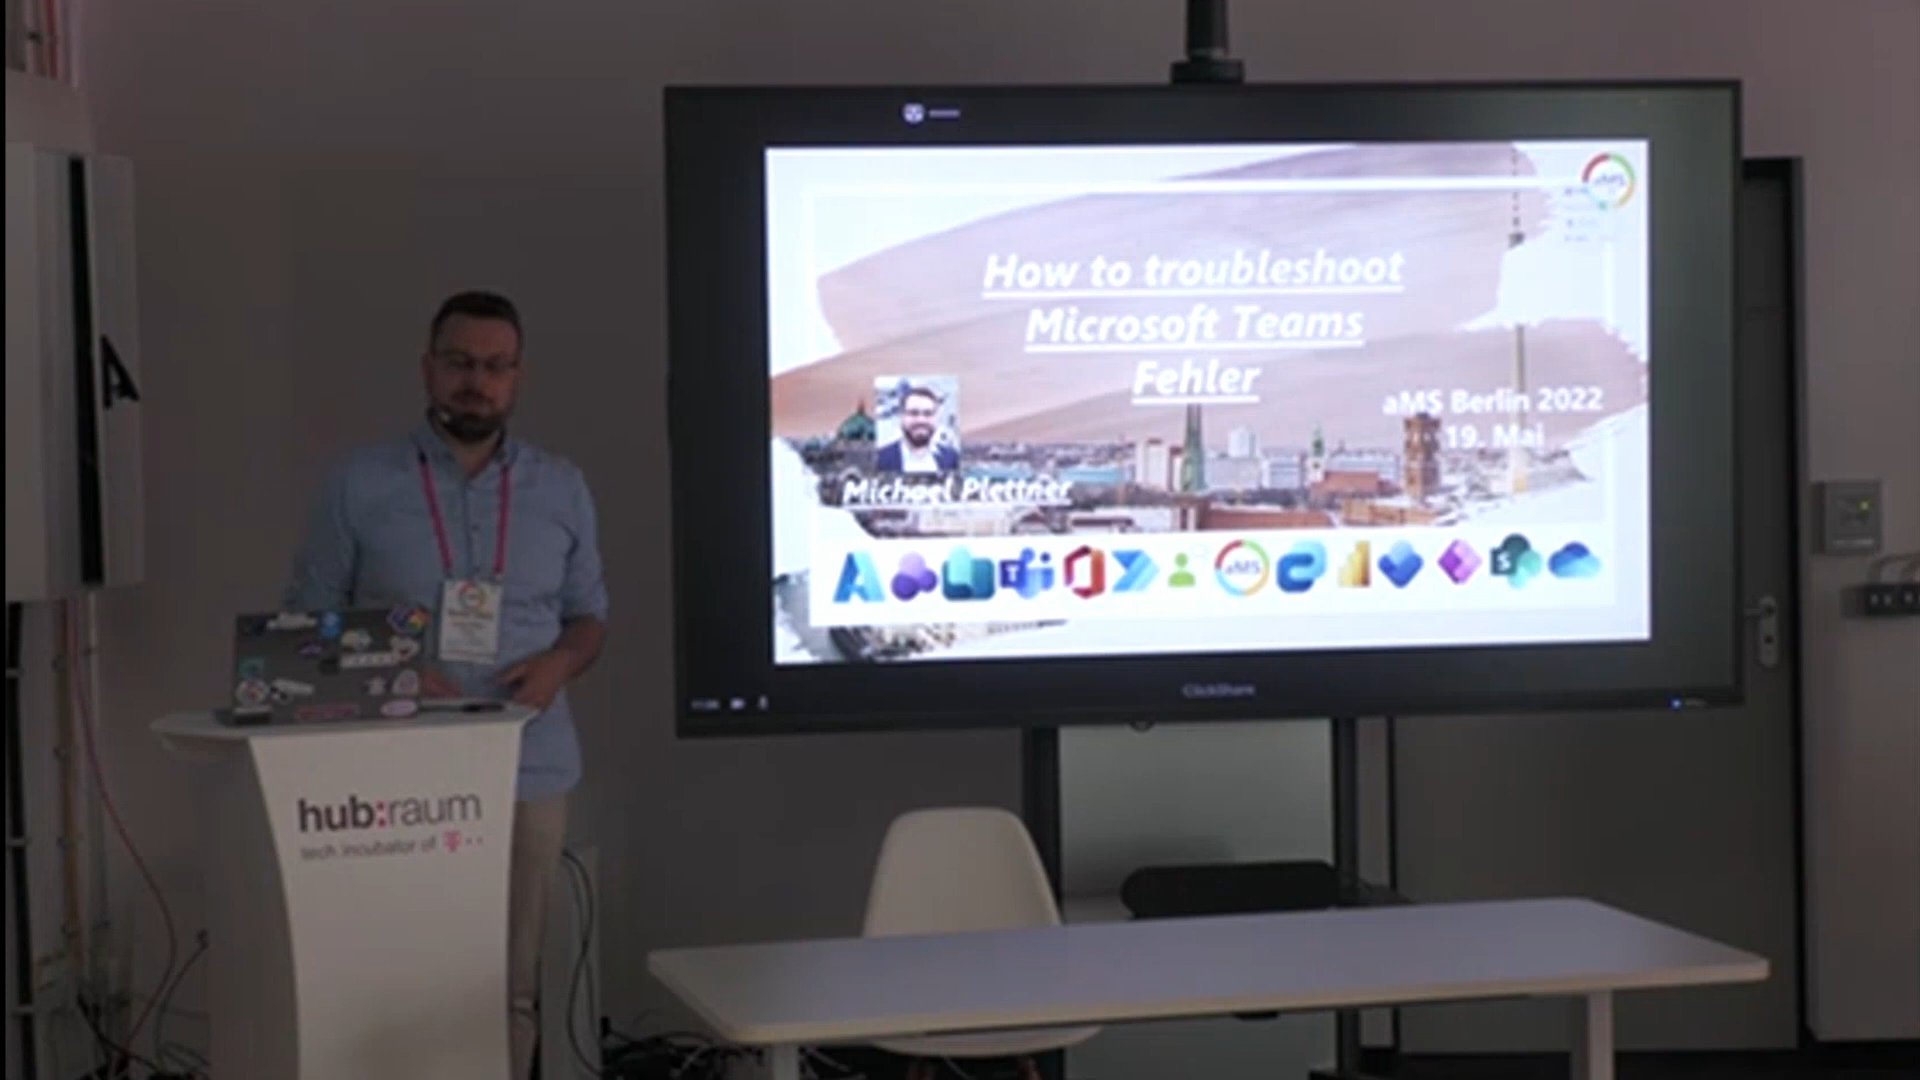 aMS
How to troubleshoot
Microsoft Teams
Fehler
aMS Berlin 2022
19. Mai
Michael Plettner
aMS
ClickShare
hub:raum
tech incubator of T